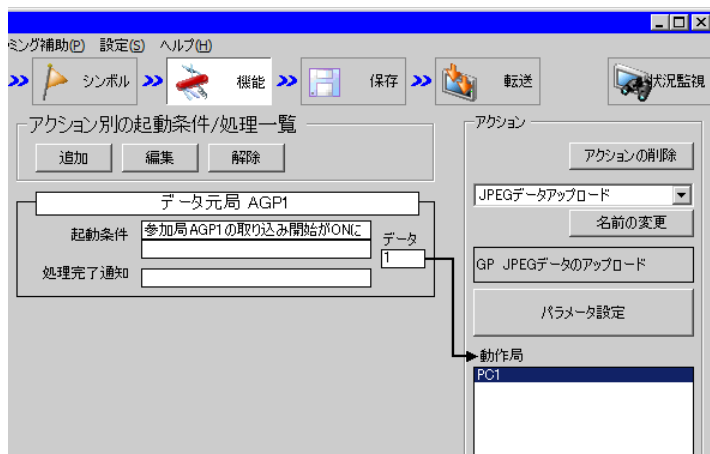 ミング補助(P) 設定(S) ヘルプ(H)
シンボル 機能 保存 転送 状況監視
アクション別の起動条件/処理一覧
追加 編集 解除
データ元局 AGP1
起動条件 参加局AGP1の取り込み開始がONに
データ
1
処理完了通知
アクション
アクションの削除
JPEGデータアップロード
名前の変更
GP JPEGデータのアップロード
パラメータ設定
動作局
PC1